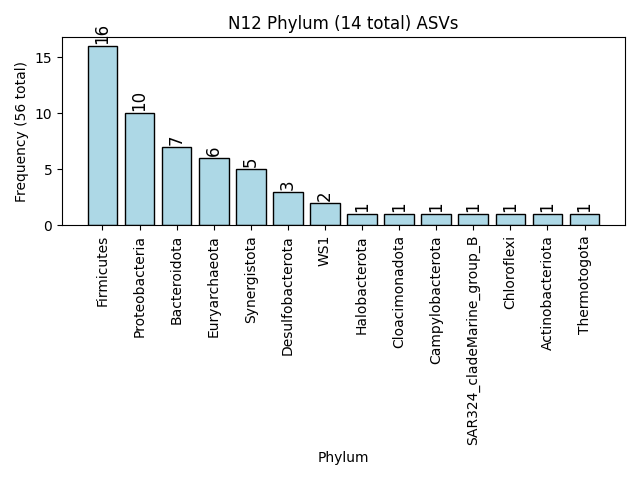 N12 Phylum (14 total) ASVs
Frequency (56 total)
15
10
5
0
16
10
7
6
5
3
2
1
1
1
1
1
1
1
Firmicutes
Proteobacteria
Bacteroidota
Euryarchaeota
Synergistota
Desulfobacterota
WS1
Halobacterota
Cloacimonadota
Campylobacterota
SAR324_cladeMarine_group_B
Chloroflexi
Actinobacteriota
Thermotogota
Phylum